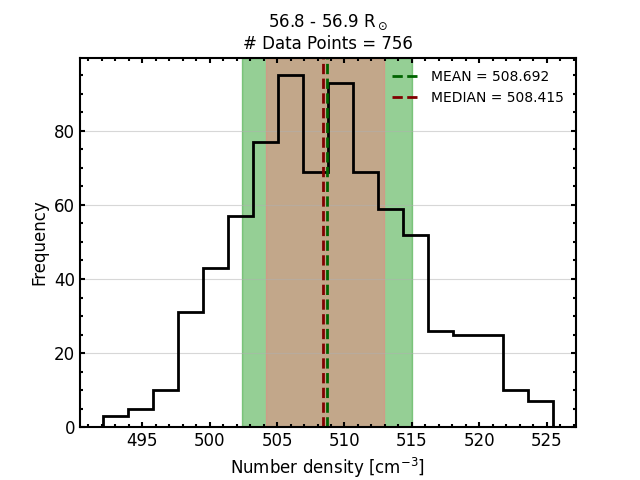 56.8 - 56.9 R⊙
# Data Points = 756
MEAN = 508.692
MEDIAN = 508.415
Frequency
80
60
40
20
0
495 500 505 510 515 520 525
Number density [cm⁻³]